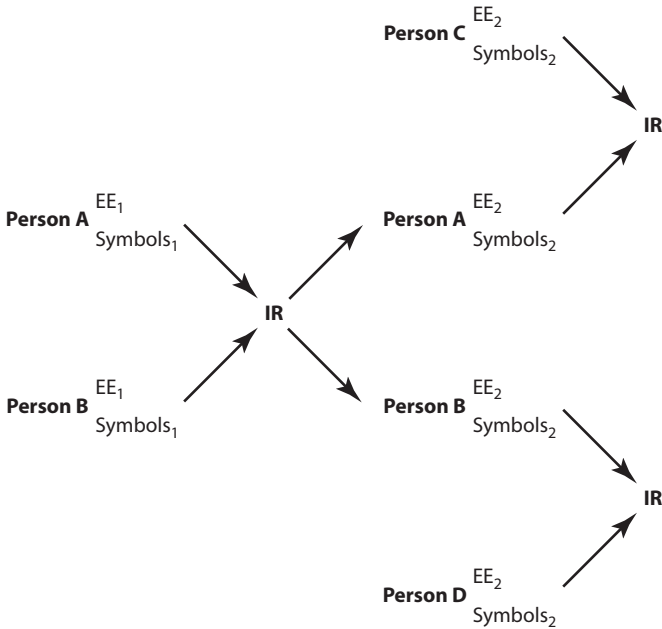 Person C EE₂
Symbols₂
IR
Person A EE₁
Symbols₁
Person A EE₂
Symbols₂
IR
Person B EE₁
Symbols₁
Person B EE₂
Symbols₂
IR
Person D EE₂
Symbols₂